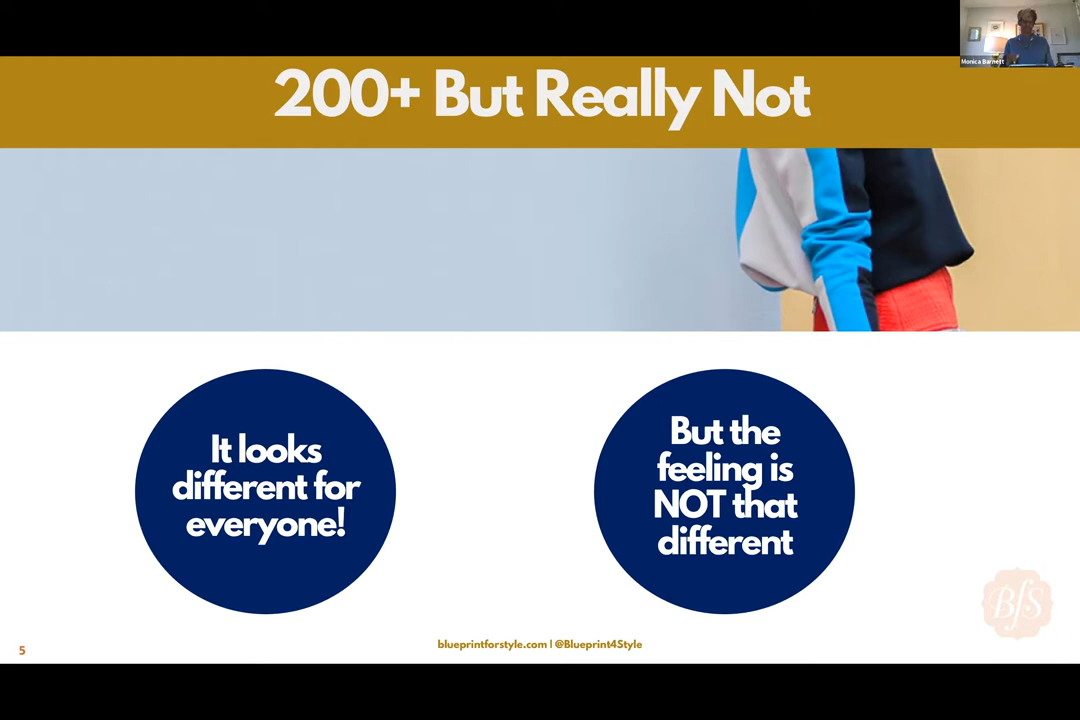 Monica Barnett
200+ But Really Not
It looks
different for
everyone!
But the
feeling is
NOT that
different
BfS
5
blueprintforstyle.com | @Blueprint4Style